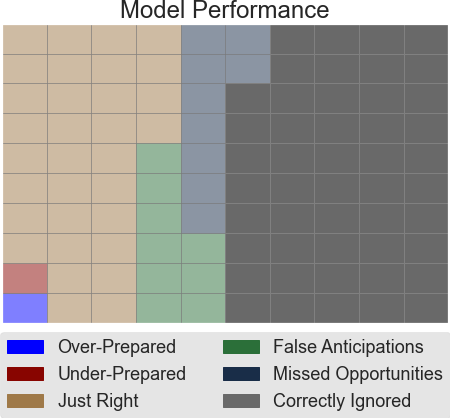 Model Performance
Over-Prepared
Under-Prepared
Just Right
False Anticipations
Missed Opportunities
Correctly Ignored